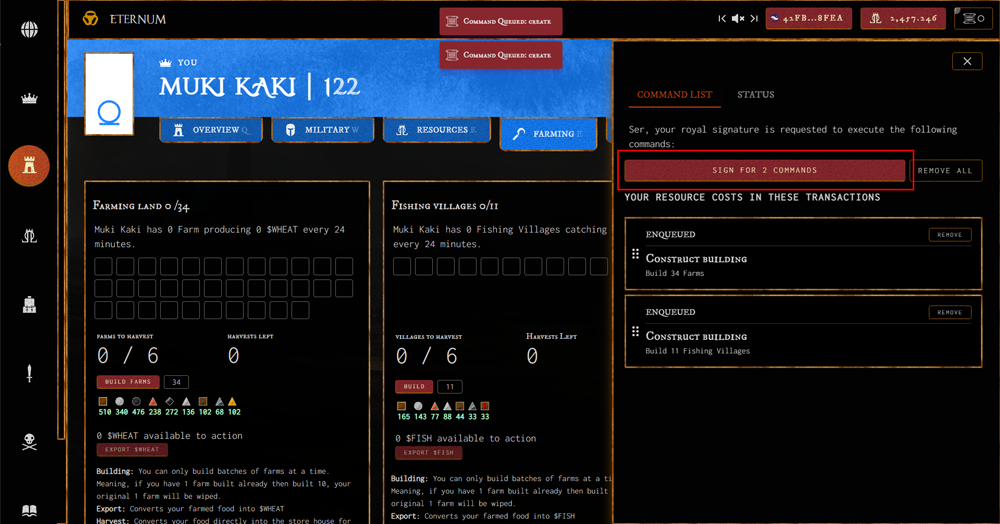 ETERNUM
Command Queued: create
42FB...8FEA
2,457.246
0
Command Queued: create
YOU
MUKI KAKI | 122
OVERVIEW Q
MILITARY W
RESOURCES E
FARMING E
Farming land 0 /34
Muki Kaki has 0 Farm producing 0 $WHEAT every 24
minutes.
Farms to harvest
Harvests left
0 / 6
0
BUILD FARMS
34
510 340 476 238 272 136 102 68 102
0 $WHEAT available to action
EXPORT $WHEAT
Building: You can only build batches of farms at a time.
Meaning, if you have 1 farm built already then built 10, your
original 1 farm will be wiped.
Export: Converts your farmed food into $WHEAT
Harvest: Converts your food directly into the store house for
Fishing villages 0/11
Muki Kaki has 0 Fishing Villages catching
every 24 minutes.
villages to harvest
Harvests Left
0 / 6
0
BUILD
11
165 143 77 88 44 33 33
0 $FISH available to action
EXPORT $FISH
Building: You can only build batches of farms at a ti
Meaning, if you have 1 farm built already then built
original 1 farm will be wiped.
Export: Converts your farmed food into $FISH
COMMAND LIST
STATUS
Ser, your royal signature is requested to execute the following
commands:
SIGN FOR 2 COMMANDS
REMOVE ALL
YOUR RESOURCE COSTS IN THESE TRANSACTIONS
ENQUEUED
REMOVE
Construct building
Build 34 Farms
ENQUEUED
REMOVE
Construct building
Build 11 Fishing Villages